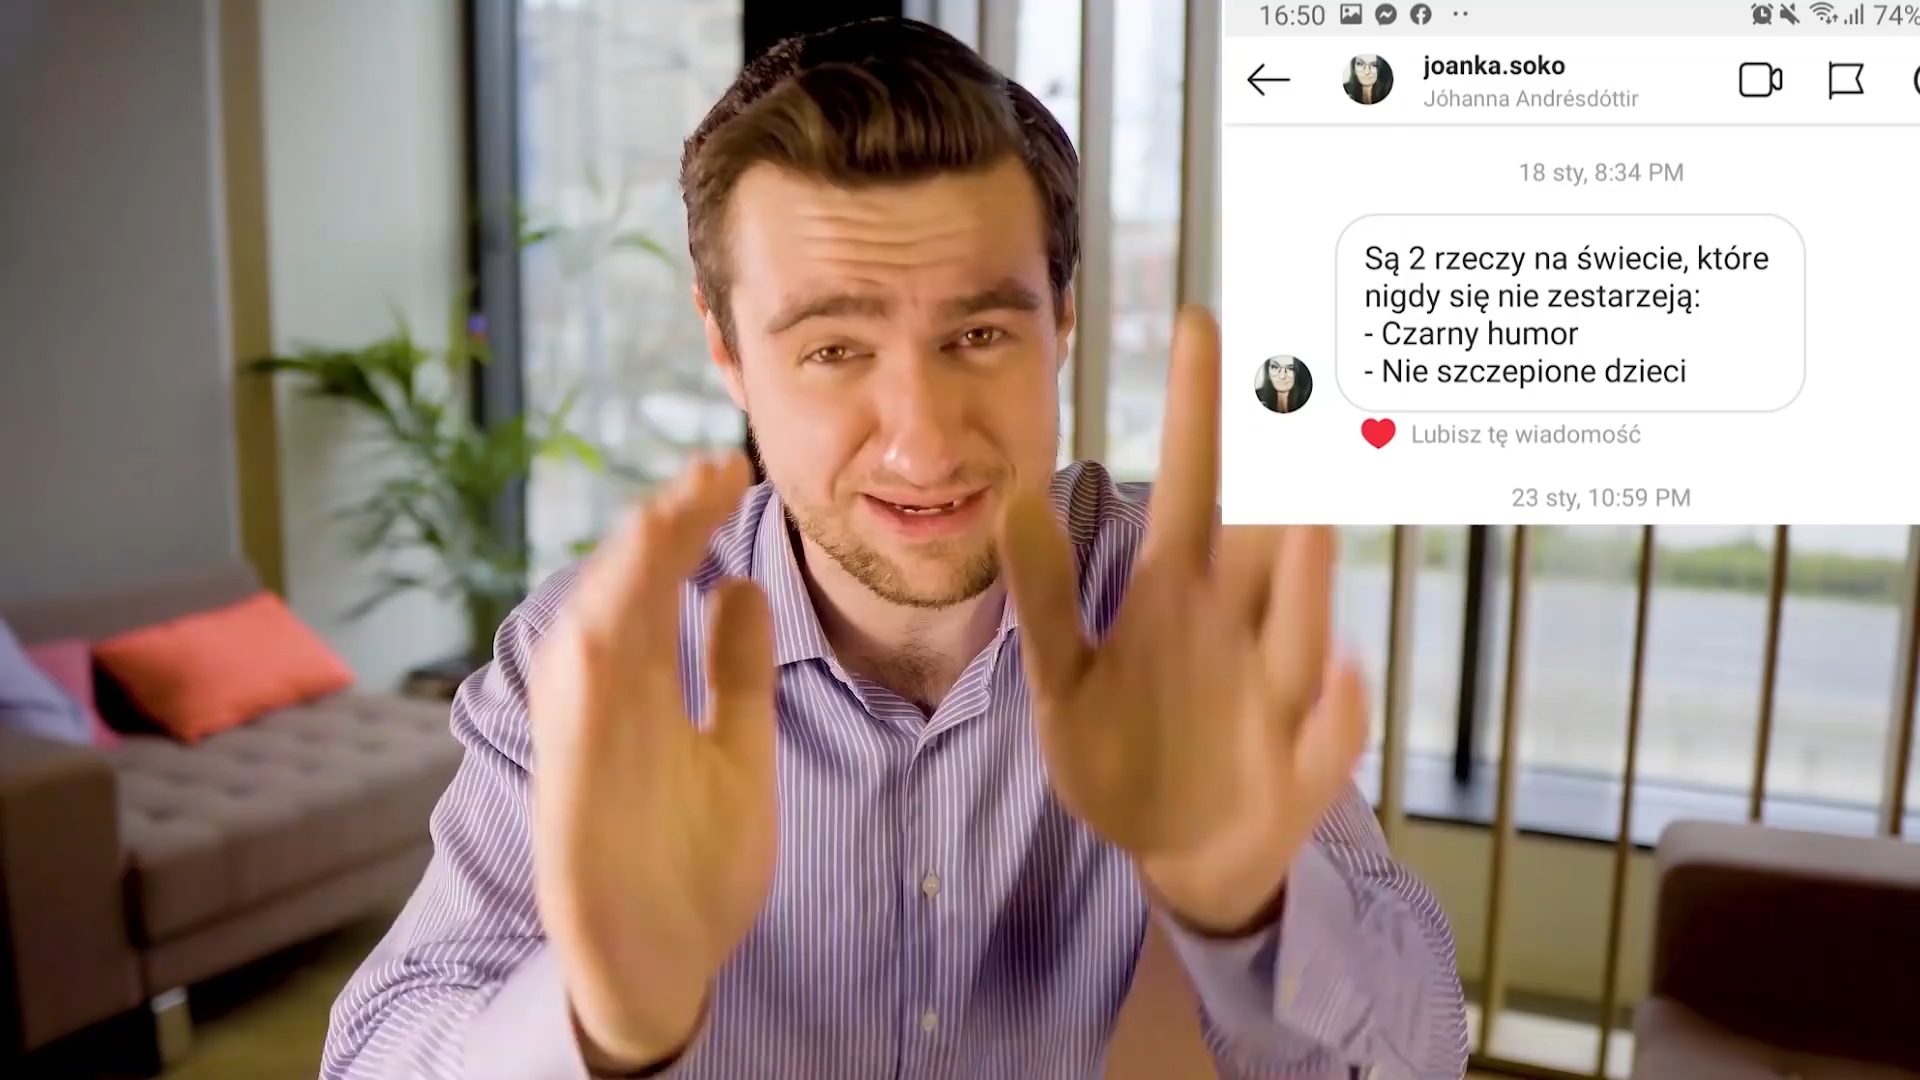 16:50
74%
joanka.soko
Jóhanna Andrésdóttir
18 sty, 8:34 PM
Są 2 rzeczy na świecie, które
nigdy się nie zestarzeją:
- Czarny humor
- Nie szczepione dzieci
Lubisz tę wiadomość
23 sty, 10:59 PM